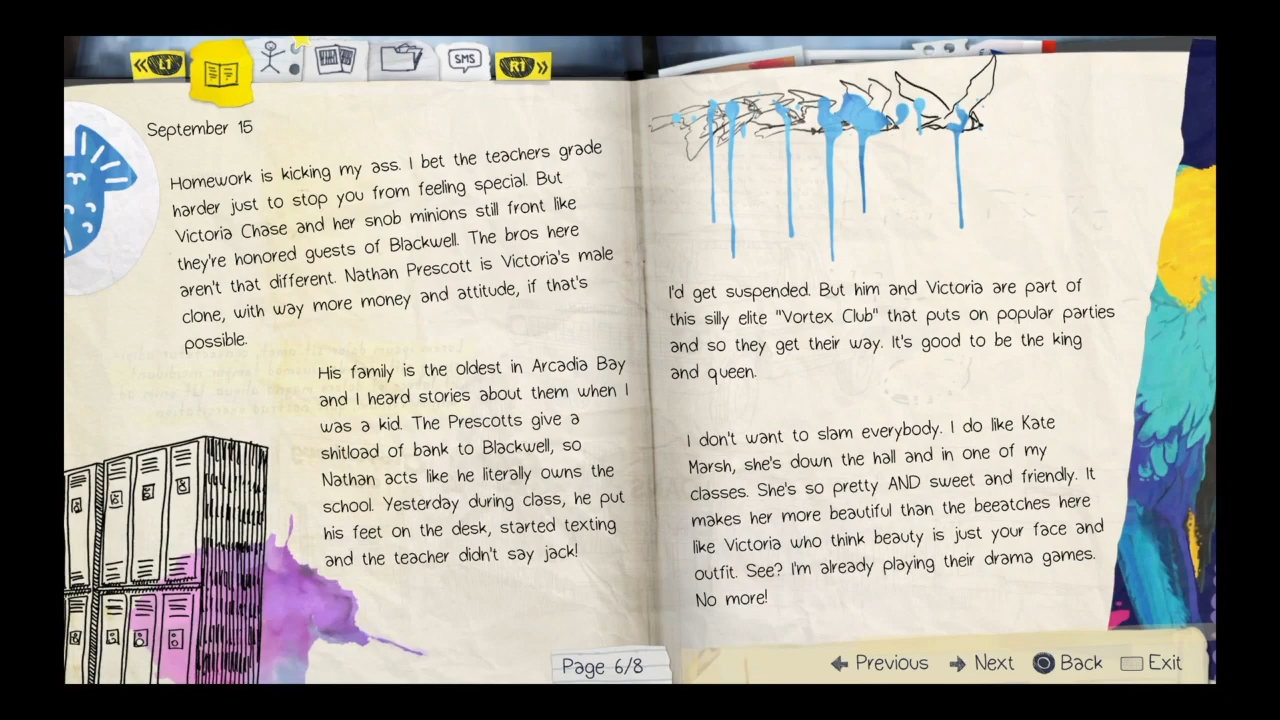 LT
SMS
R1
September 15
Homework is kicking my ass. I bet the teachers grade
harder just to stop you from feeling special. But
Victoria Chase and her snob minions still front like
they're honored guests of Blackwell. The bros here
aren't that different. Nathan Prescott is Victoria's male
clone, with way more money and attitude, if that's
possible.
His family is the oldest in Arcadia Bay
and I heard stories about them when I
was a kid. The Prescotts give a
shitload of bank to Blackwell, so
Nathan acts like he literally owns the
school. Yesterday during class, he put
his feet on the desk, started texting
and the teacher didn't say jack!
I'd get suspended. But him and Victoria are part of
this silly elite "Vortex Club" that puts on popular parties
and so they get their way. It's good to be the king
and queen.
I don't want to slam everybody. I do like Kate
Marsh, she's down the hall and in one of my
classes. She's so pretty AND sweet and friendly. It
makes her more beautiful than the beeatches here
like Victoria who think beauty is just your face and
outfit. See? I'm already playing their drama games.
No more!
Page 6/8
Previous Next Back Exit